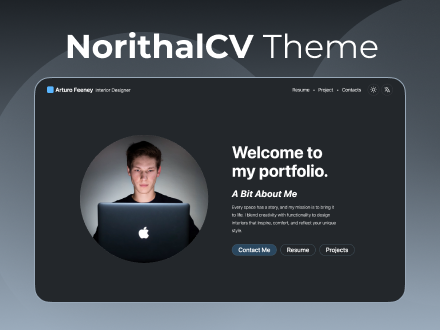 NorithalCV Theme
Arturo Feeney Interior Designer
Resume • Project • Contacts
Welcome to
my portfolio.
A Bit About Me
Every space has a story, and my mission is to bring it
to life. I blend creativity with functionality to design
interiors that inspire, comfort, and reflect your unique
style.
Contact Me Resume Projects